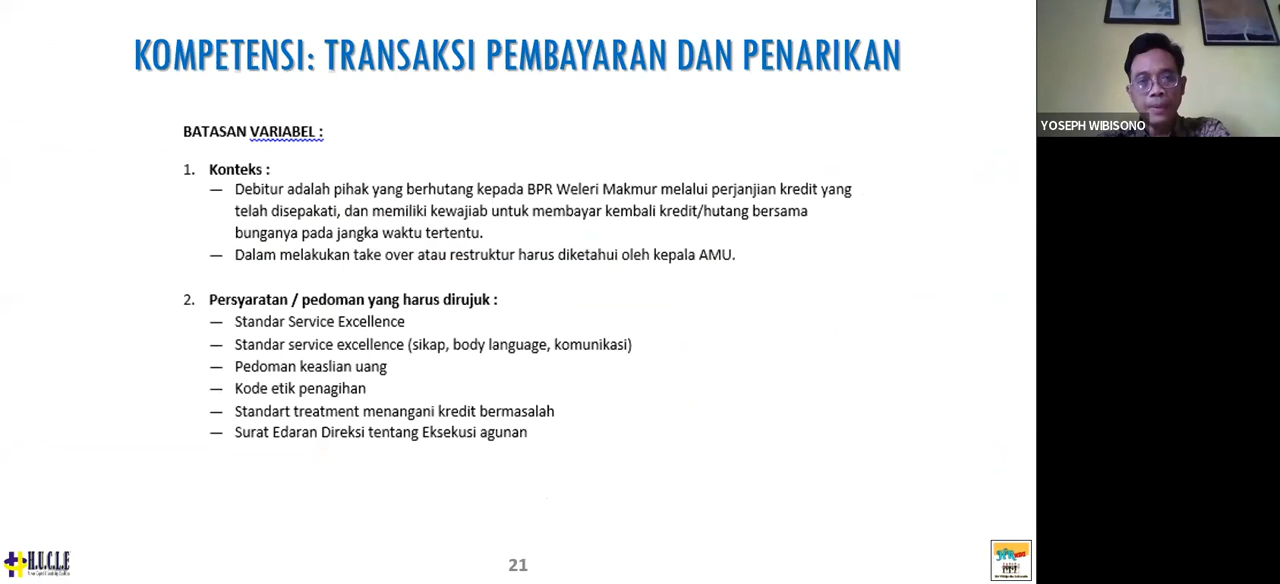 KOMPETENSI: TRANSAKSI PEMBAYARAN DAN PENARIKAN
YOSEPH WIBISONO
BATASAN VARIABEL :
1. Konteks :
— Debitur adalah pihak yang berhutang kepada BPR Weleri Makmur melalui perjanjian kredit yang
telah disepakati, dan memiliki kewajiab untuk membayar kembali kredit/hutang bersama
bunganya pada jangka waktu tertentu.
— Dalam melakukan take over atau restruktur harus diketahui oleh kepala AMU.
2. Persyaratan / pedoman yang harus dirujuk :
— Standar Service Excellence
— Standar service excellence (sikap, body language, komunikasi)
— Pedoman keaslian uang
— Kode etik penagihan
— Standart treatment menangani kredit bermasalah
— Surat Edaran Direksi tentang Eksekusi agunan
H.U.C.L.E
21